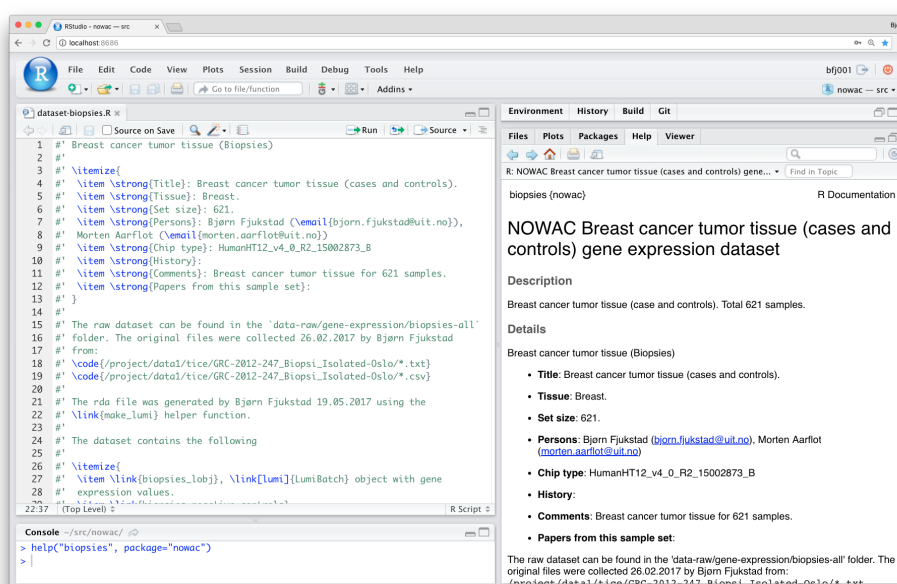 RStudio - nowac — src
Bj
localhost:8686
File Edit Code View Plots Session Build Debug Tools Help
bfj001
Go to file/function
Addins
nowac — src
dataset-biopsies.R
Source on Save
Run
Source
1 #' Breast cancer tumor tissue (Biopsies)
2 #'
3 #' \itemize{
4 #'  \item \strong{Title}: Breast cancer tumor tissue (cases and controls).
5 #'  \item \strong{Tissue}: Breast.
6 #'  \item \strong{Set size}: 621.
7 #'  \item \strong{Persons}: Bjørn Fjukstad (\email{bjorn.fjukstad@uit.no}),
8 #'  Morten Aarflot (\email{morten.aarflot@uit.no})
9 #'  \item \strong{Chip type}: HumanHT12_v4_0_R2_15002873_B
10 #'  \item \strong{History}:
11 #'  \item \strong{Comments}: Breast cancer tumor tissue for 621 samples.
12 #'  \item \strong{Papers from this sample set}:
13 #' }
14 #'
15 #' The raw dataset can be found in the `data-raw/gene-expression/biopsies-all`
16 #' folder. The original files were collected 26.02.2017 by Bjørn Fjukstad
17 #' from:
18 #' \code{/project/data1/tice/GRC-2012-247_Biopsi_Isolated-Oslo/*.txt}
19 #' \code{/project/data1/tice/GRC-2012-247_Biopsi_Isolated-Oslo/*.csv}
20 #'
21 #' The rda file was generated by Bjørn Fjukstad 19.05.2017 using the
22 #' \link{make_lumi} helper function.
23 #'
24 #' The dataset contains the following
25 #'
26 #' \itemize{
27 #'  \item \link{biopsies_lobj}, \link[lumi]{LumiBatch} object with gene
28 #'  expression values.
22:37 (Top Level)
R Script
Console ~/src/nowac/
> help("biopsies", package="nowac")
>
Environment History Build Git
Files Plots Packages Help Viewer
R: NOWAC Breast cancer tumor tissue (cases and controls) gene...
Find in Topic
biopsies {nowac}
R Documentation
NOWAC Breast cancer tumor tissue (cases and
controls) gene expression dataset
Description
Breast cancer tumor tissue (case and controls). Total 621 samples.
Details
Breast cancer tumor tissue (Biopsies)
• Title: Breast cancer tumor tissue (cases and controls).
• Tissue: Breast.
• Set size: 621.
• Persons: Bjørn Fjukstad (bjorn.fjukstad@uit.no), Morten Aarflot
(morten.aarflot@uit.no)
• Chip type: HumanHT12_v4_0_R2_15002873_B
• History:
• Comments: Breast cancer tumor tissue for 621 samples.
• Papers from this sample set:
The raw dataset can be found in the 'data-raw/gene-expression/biopsies-all' folder. The
original files were collected 26.02.2017 by Bjørn Fjukstad from:
/project/data1/tice/GRC-2012-247_Biopsi_Isolated-Oslo/*.txt